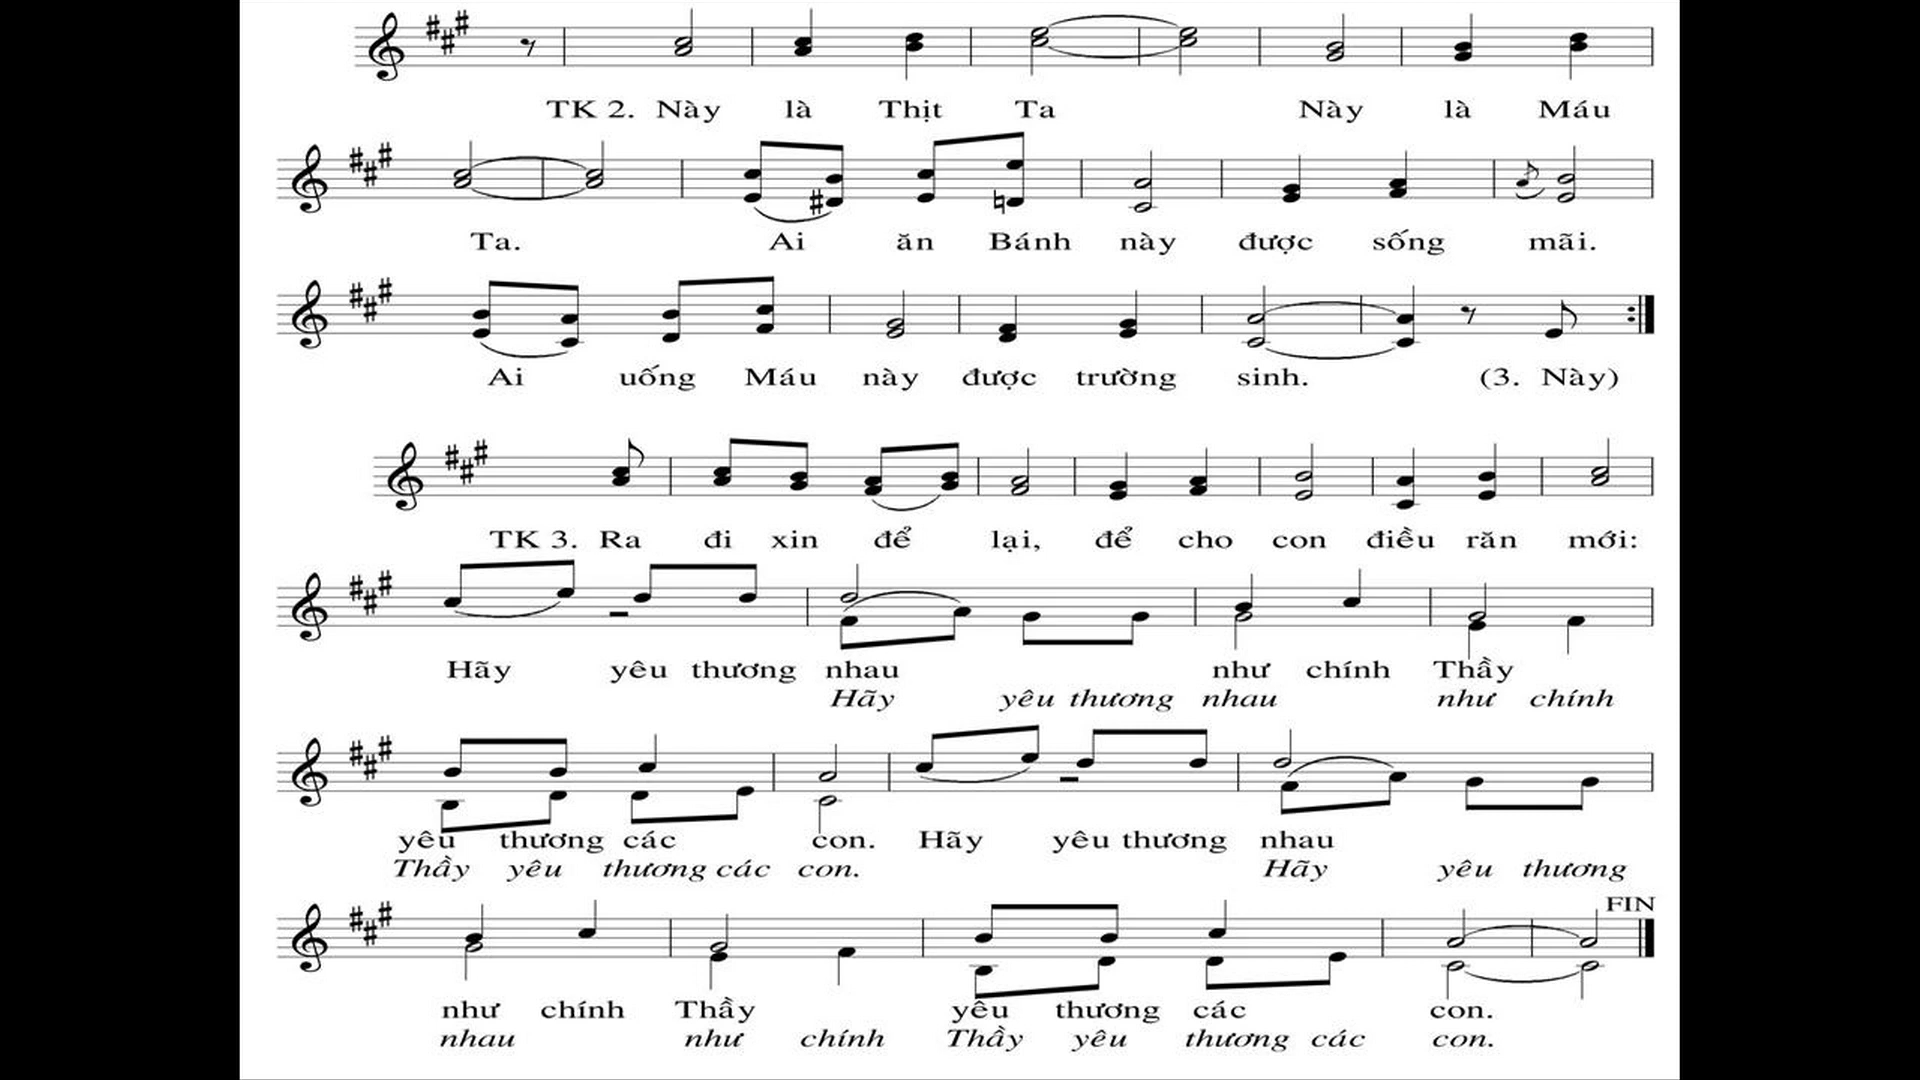 TK 2. Này là Thịt Ta Này là Máu
Ta. Ai ăn Bánh này được sống mãi.
Ai uống Máu này được trường sinh. (3. Này)
TK 3. Ra đi xin để lại, để cho con điều răn mới:
Hãy yêu thương nhau như chính Thầy
Hãy yêu thương nhau như chính
yêu thương các con. Hãy yêu thương nhau
Thầy yêu thương các con. Hãy yêu thương
FIN
như chính Thầy yêu thương các con.
nhau như chính Thầy yêu thương các con.